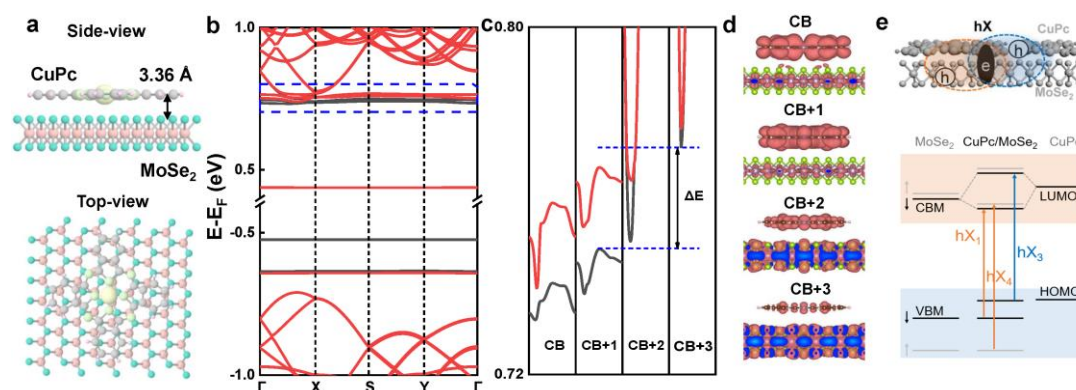 a
Side-view
CuPc
3.36 Å
MoSe₂
Top-view
b
1.0
0.5
-0.5
-1.0
E-E_F (eV)
Γ X S Y Γ
c
0.80
0.72
ΔE
CB CB+1 CB+2 CB+3
d
CB
CB+1
CB+2
CB+3
e
hX
CuPc
h
e
h
MoSe₂
MoSe₂ CuPc/MoSe₂ CuPc
CBM
LUMO
hX₁
hX₄
hX₃
HOMO
VBM